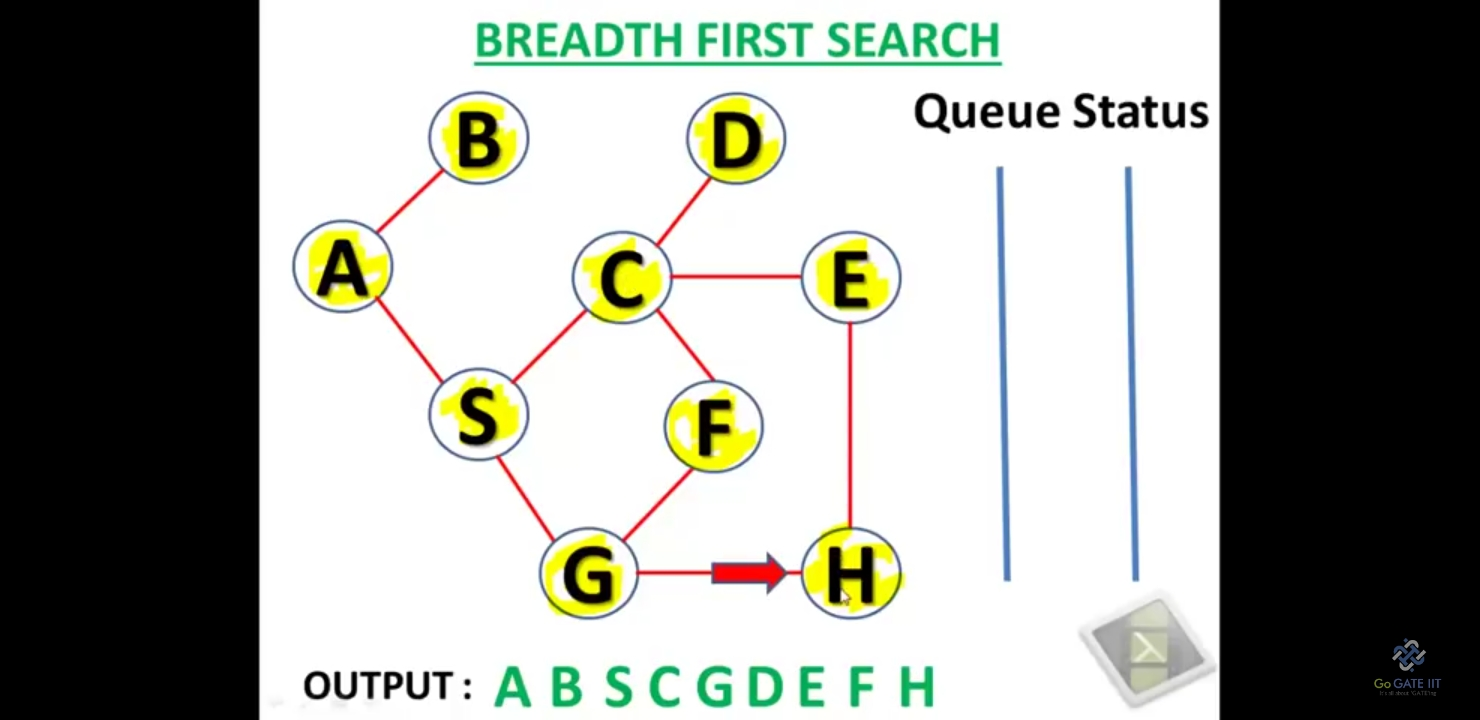 BREADTH FIRST SEARCH
Queue Status
B
D
A
C
E
S
F
G
H
OUTPUT : A B S C G D E F H
Go GATE IIT